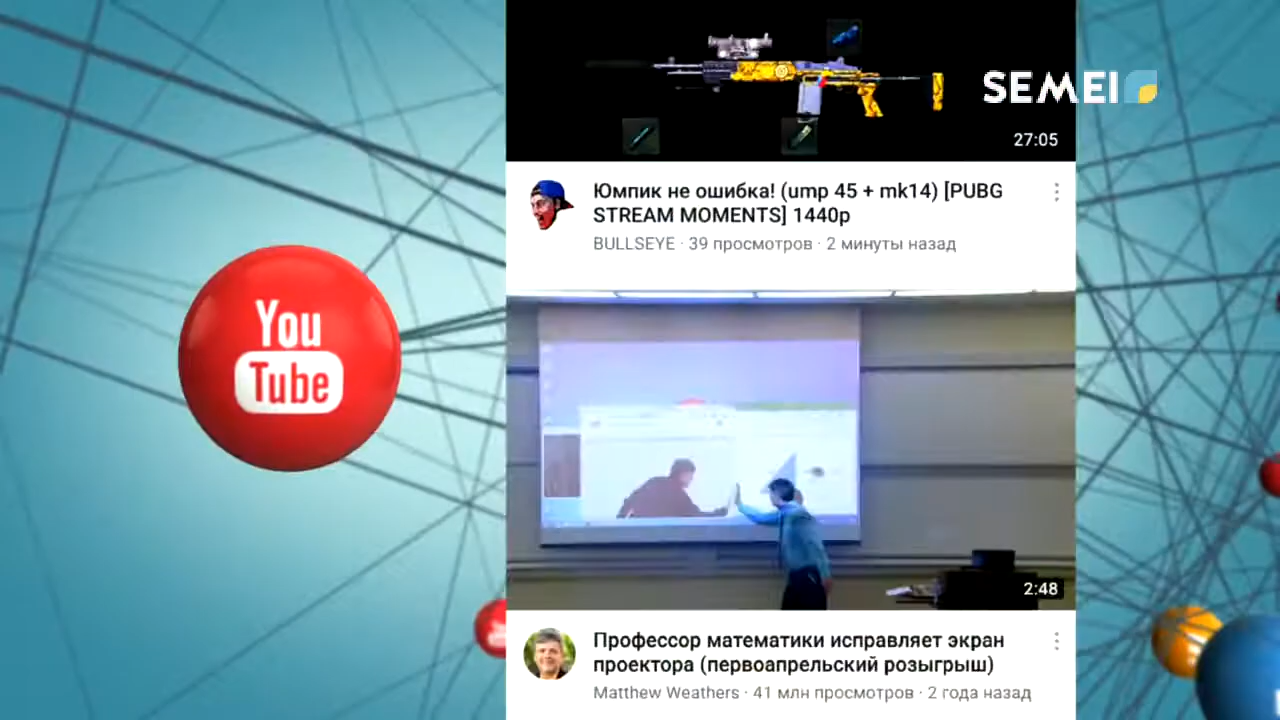 SEMEI
27:05
Юмпик не ошибка! (ump 45 + mk14) [PUBG
STREAM MOMENTS] 1440p
BULLSEYE · 39 просмотров · 2 минуты назад
You
Tube
2:48
Профессор математики исправляет экран
проектора (первоапрельский розыгрыш)
Matthew Weathers · 41 млн просмотров · 2 года назад